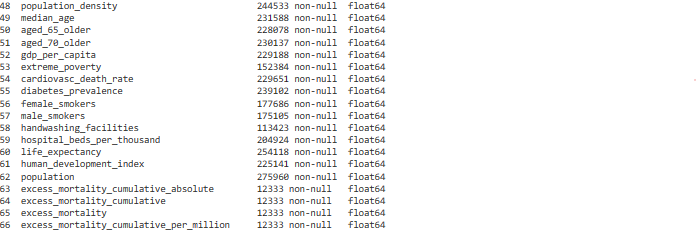 48 population_density 244533 non-null float64
49 median_age 231588 non-null float64
50 aged_65_older 228078 non-null float64
51 aged_70_older 230137 non-null float64
52 gdp_per_capita 229188 non-null float64
53 extreme_poverty 152384 non-null float64
54 cardiovasc_death_rate 229651 non-null float64
55 diabetes_prevalence 239102 non-null float64
56 female_smokers 177686 non-null float64
57 male_smokers 175105 non-null float64
58 handwashing_facilities 113423 non-null float64
59 hospital_beds_per_thousand 204924 non-null float64
60 life_expectancy 254118 non-null float64
61 human_development_index 225141 non-null float64
62 population 275960 non-null float64
63 excess_mortality_cumulative_absolute 12333 non-null float64
64 excess_mortality_cumulative 12333 non-null float64
65 excess_mortality 12333 non-null float64
66 excess_mortality_cumulative_per_million 12333 non-null float64